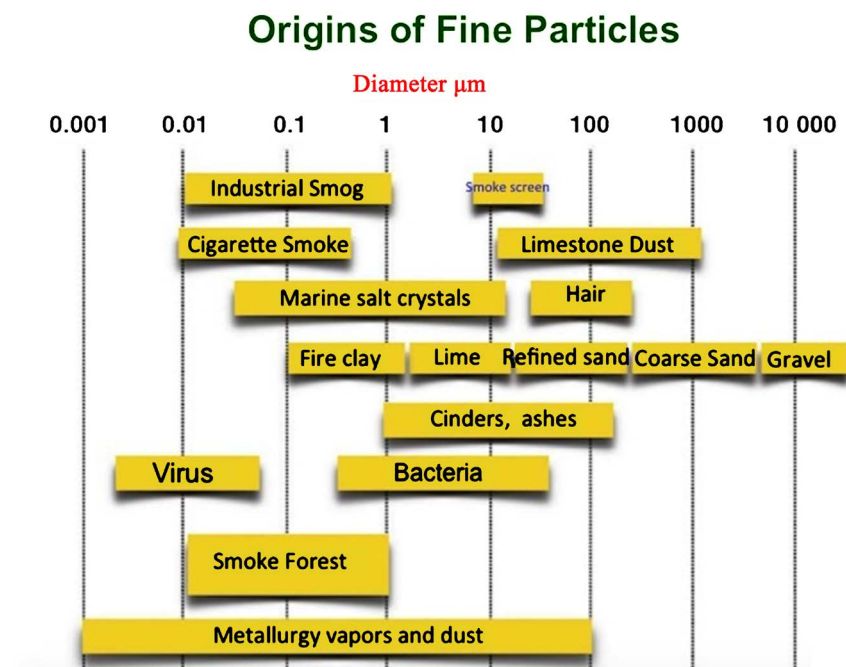 Origins of Fine Particles
Diameter μm
0.001 0.01 0.1 1 10 100 1000 10 000
Industrial Smog Smoke screen
Cigarette Smoke Limestone Dust
Marine salt crystals Hair
Fire clay Lime Refined sand Coarse Sand Gravel
Cinders, ashes
Virus Bacteria
Smoke Forest
Metallurgy vapors and dust